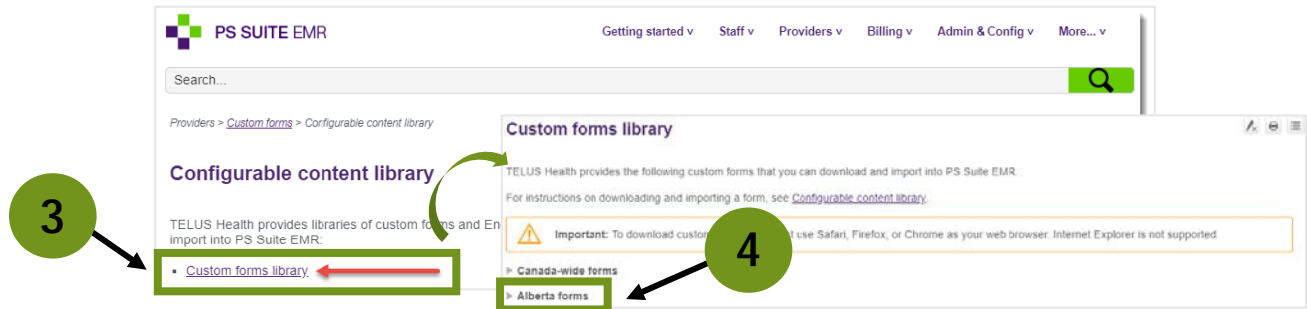 PS SUITE EMR
Getting started v Staff v Providers v Billing v Admin & Config v More... v
Search...
Providers > Custom forms > Configurable content library
Configurable content library
TELUS Health provides libraries of custom forms and En
import into PS Suite EMR:
▪ Custom forms library
3
Custom forms library
TELUS Health provides the following custom forms that you can download and import into PS Suite EMR.
For instructions on downloading and importing a form, see Configurable content library.
Important: To download custom t use Safari, Firefox, or Chrome as your web browser. Internet Explorer is not supported.
Canada-wide forms
Alberta forms
4